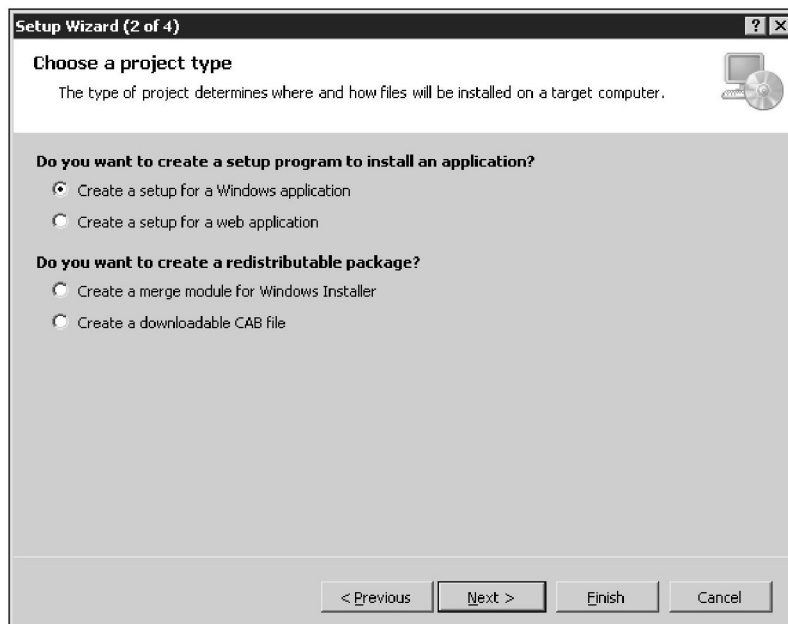 Setup Wizard (2 of 4)
Choose a project type
The type of project determines where and how files will be installed on a target computer.
Do you want to create a setup program to install an application?
Create a setup for a Windows application
Create a setup for a web application
Do you want to create a redistributable package?
Create a merge module for Windows Installer
Create a downloadable CAB file
< Previous Next > Finish Cancel